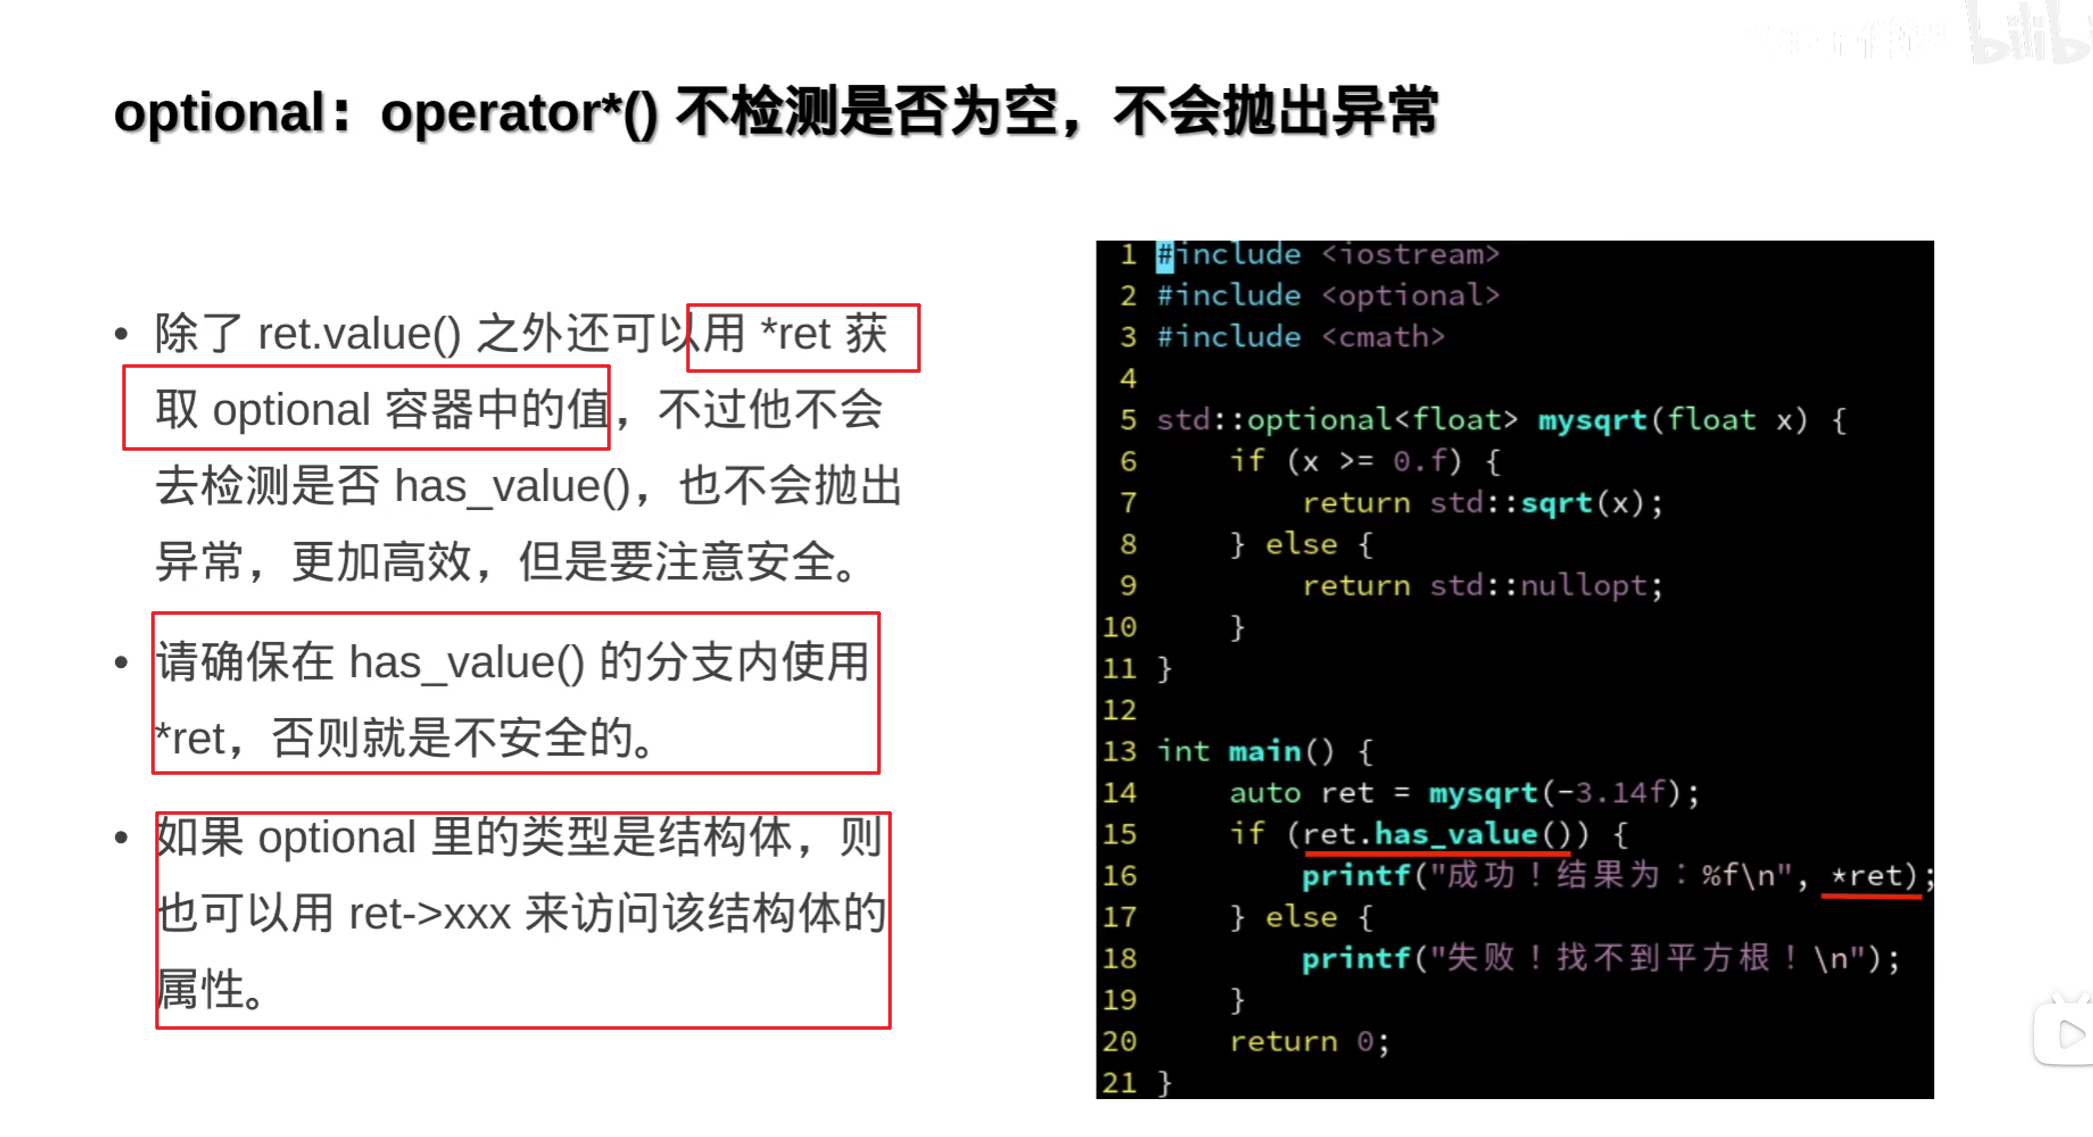 optional：operator*() 不检测是否为空，不会抛出异常
• 除了 ret.value() 之外还可以用 *ret 获
取 optional 容器中的值，不过他不会
去检测是否 has_value()，也不会抛出
异常，更加高效，但是要注意安全。
• 请确保在 has_value() 的分支内使用
*ret，否则就是不安全的。
• 如果 optional 里的类型是结构体，则
也可以用 ret->xxx 来访问该结构体的
属性。
1 #include <iostream>
2 #include <optional>
3 #include <cmath>
4
5 std::optional<float> mysqrt(float x) {
6     if (x >= 0.f) {
7         return std::sqrt(x);
8     } else {
9         return std::nullopt;
10     }
11 }
12
13 int main() {
14     auto ret = mysqrt(-3.14f);
15     if (ret.has_value()) {
16         printf("成功！结果为：%f\n", *ret);
17     } else {
18         printf("失败！找不到平方根！\n");
19     }
20     return 0;
21 }